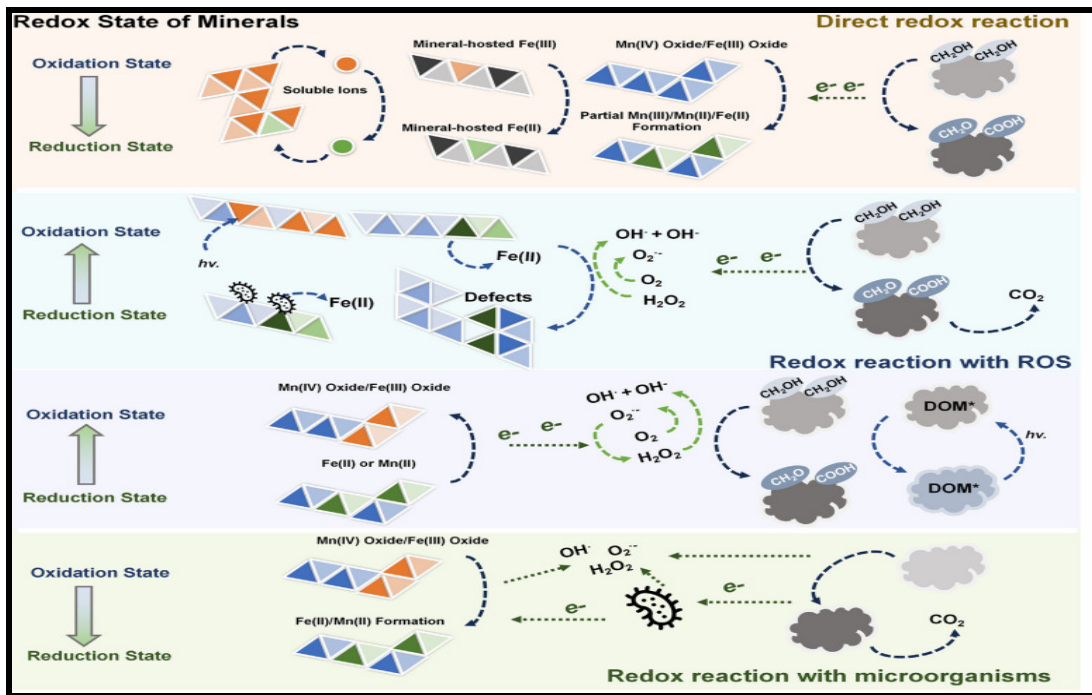 Redox State of Minerals
Direct redox reaction
Oxidation State
Reduction State
Soluble Ions
Mineral-hosted Fe(III)
Mineral-hosted Fe(II)
Mn(IV) Oxide/Fe(III) Oxide
Partial Mn(III)/Mn(II)/Fe(II)
Formation
e- e-
CH₂OH CH₂OH
CH₂O COOH
Oxidation State
Reduction State
hv.
Fe(II)
Fe(II)
Defects
OH· + OH-
O₂·-
O₂
H₂O₂
e- e-
CH₂OH CH₂OH
CH₂O COOH
CO₂
Redox reaction with ROS
Oxidation State
Reduction State
Mn(IV) Oxide/Fe(III) Oxide
Fe(II) or Mn(II)
e- e-
OH· + OH-
O₂·-
O₂
H₂O₂
CH₂OH CH₂OH
CH₂O COOH
DOM*
hv.
DOM*
Oxidation State
Reduction State
Mn(IV) Oxide/Fe(III) Oxide
Fe(II)/Mn(II) Formation
OH· O₂·-
H₂O₂
e-
e-
CO₂
Redox reaction with microorganisms